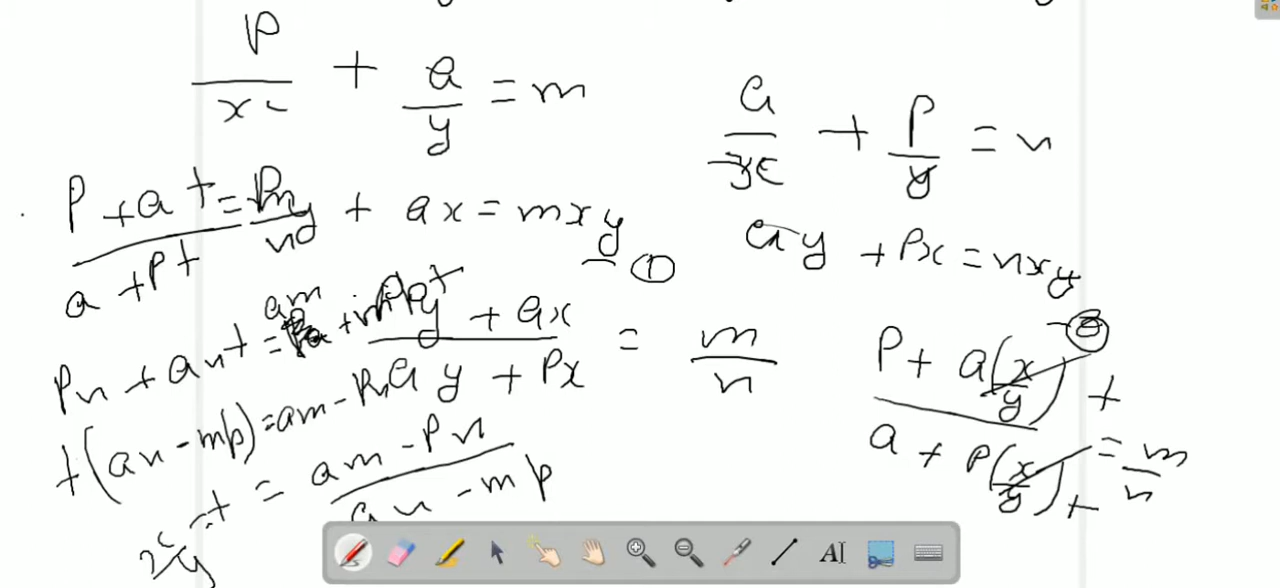 P/x + a/y = m
a/x + P/y = n
Py + ax = mxy ①
ay + Px = nxy ②
(Py + ax)/(ay + Px) = m/n
(P + a(x/y) t)/(a + P(x/y) t) = m/n
(P + at)/(a + Pt) = m/n
Pn + ant = am + mPt
t(an - mp) = am - Pn
x/y = t = (am - Pn)/(an - mp)
AI